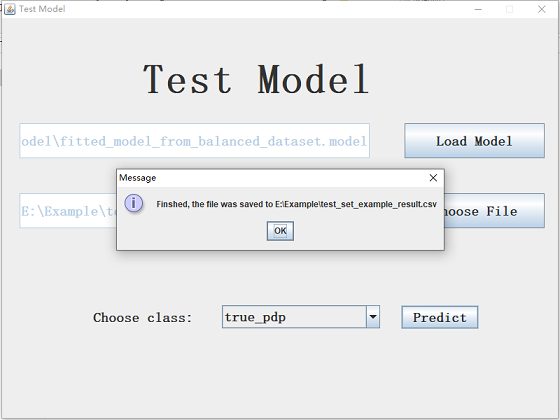 Test Model
Test Model
odel\fitted_model_from_balanced_dataset.model
Load Model
Message
Finshed, the file was saved to E:\Example\test_set_example_result.csv
OK
E:\Example\te
oose File
Choose class:
true_pdp
Predict